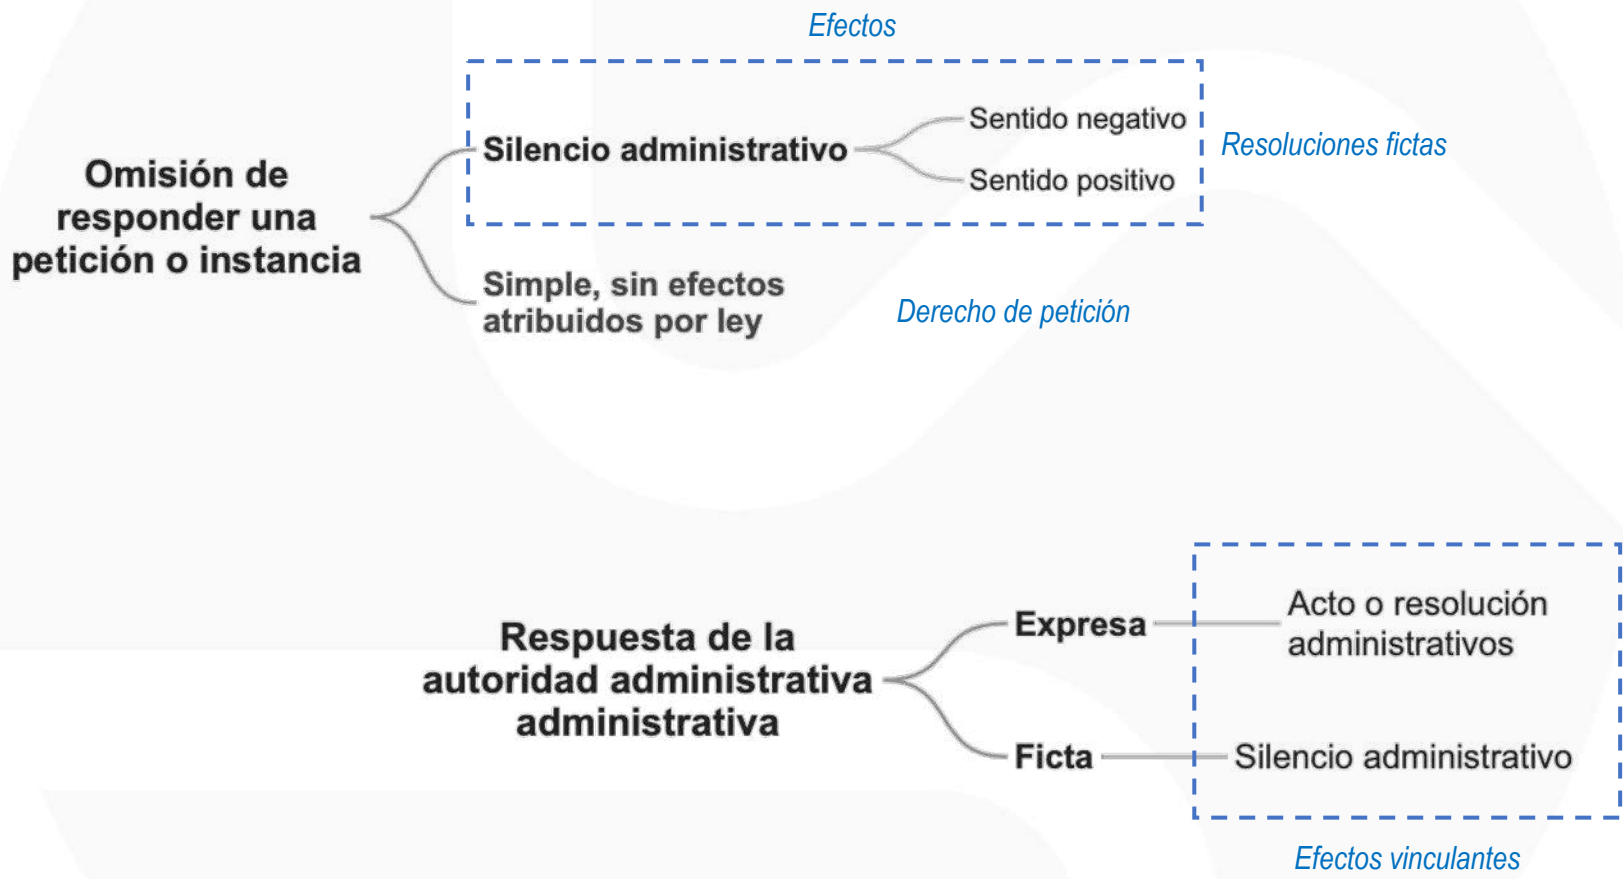 Efectos
Omisión de
responder una
petición o instancia
Silencio administrativo
Sentido negativo
Sentido positivo
Resoluciones fictas
Simple, sin efectos
atribuidos por ley
Derecho de petición
Respuesta de la
autoridad administrativa
administrativa
Expresa
Acto o resolución
administrativos
Ficta
Silencio administrativo
Efectos vinculantes